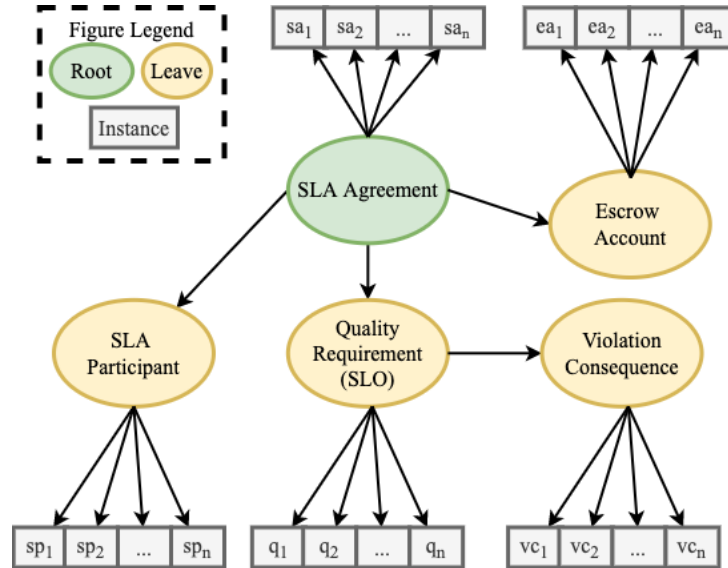 Figure Legend
Root
Leave
Instance
sa₁ sa₂ ... saₙ
ea₁ ea₂ ... eaₙ
SLA Agreement
Escrow
Account
SLA
Participant
Quality
Requirement
(SLO)
Violation
Consequence
sp₁ sp₂ ... spₙ
q₁ q₂ ... qₙ
vc₁ vc₂ ... vcₙ